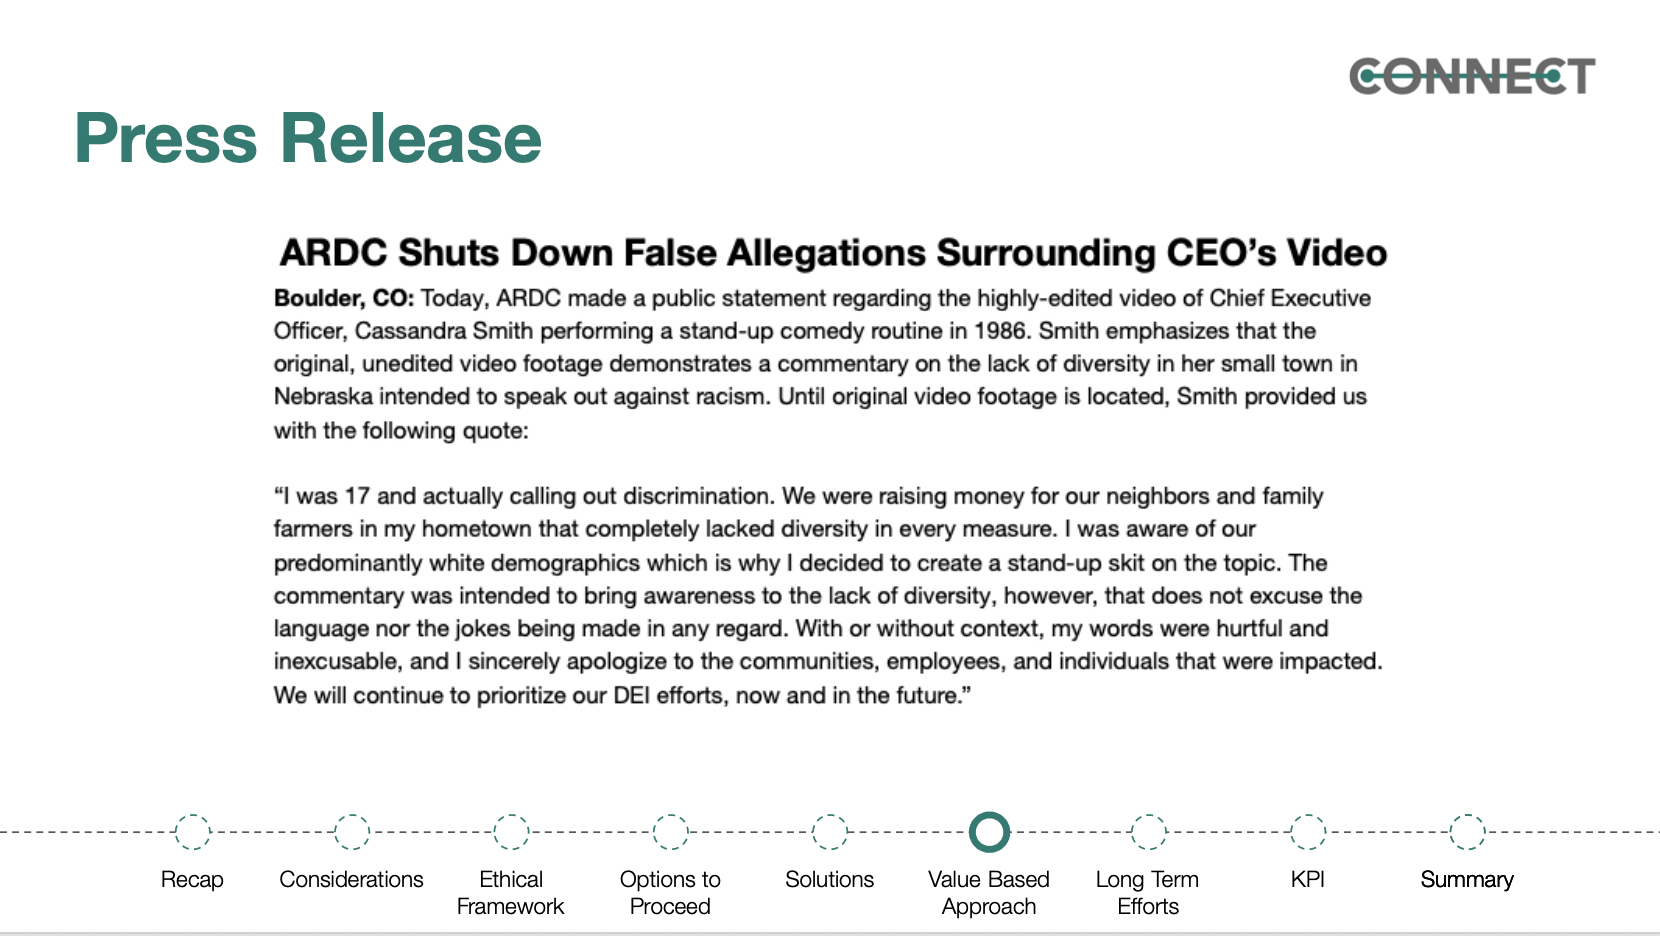 CONNECT
Press Release
ARDC Shuts Down False Allegations Surrounding CEO’s Video
Boulder, CO: Today, ARDC made a public statement regarding the highly-edited video of Chief Executive
Officer, Cassandra Smith performing a stand-up comedy routine in 1986. Smith emphasizes that the
original, unedited video footage demonstrates a commentary on the lack of diversity in her small town in
Nebraska intended to speak out against racism. Until original video footage is located, Smith provided us
with the following quote:
“I was 17 and actually calling out discrimination. We were raising money for our neighbors and family
farmers in my hometown that completely lacked diversity in every measure. I was aware of our
predominantly white demographics which is why I decided to create a stand-up skit on the topic. The
commentary was intended to bring awareness to the lack of diversity, however, that does not excuse the
language nor the jokes being made in any regard. With or without context, my words were hurtful and
inexcusable, and I sincerely apologize to the communities, employees, and individuals that were impacted.
We will continue to prioritize our DEI efforts, now and in the future.”
Recap
Considerations
Ethical
Framework
Options to
Proceed
Solutions
Value Based
Approach
Long Term
Efforts
KPI
Summary